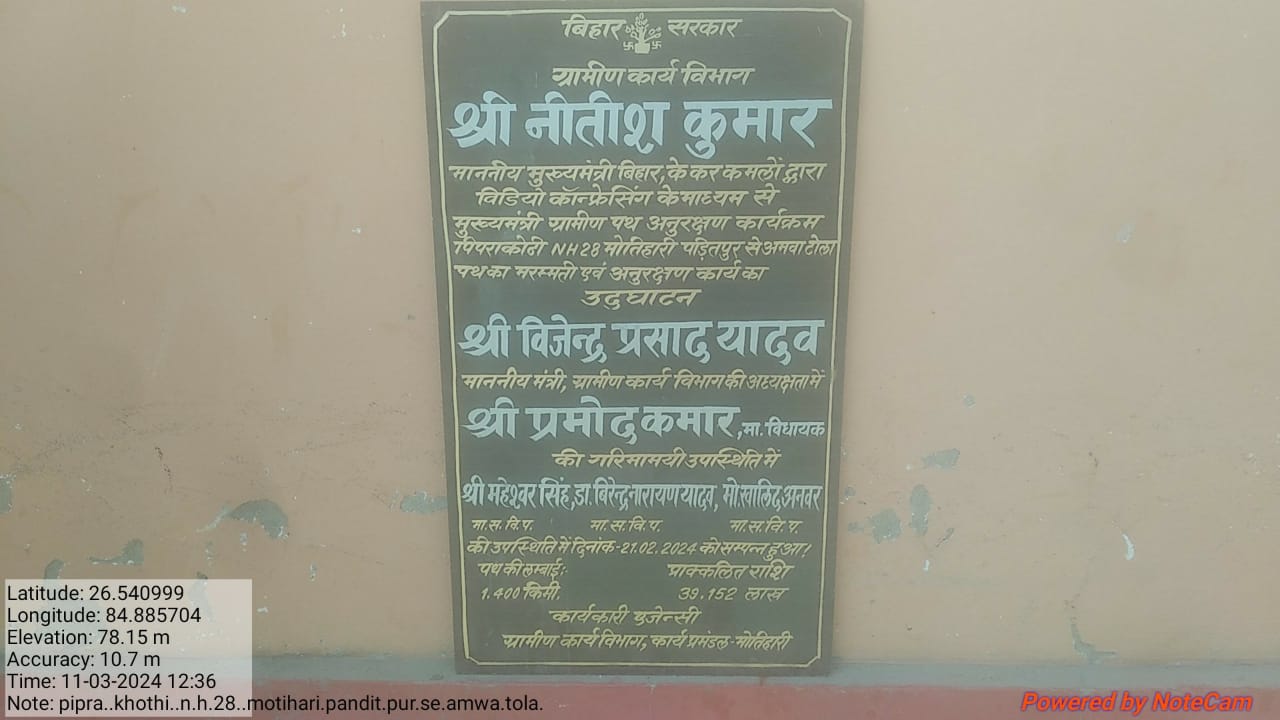 बिहार सरकार
ग्रामीण कार्य विभाग
श्री नीतीश कुमार
माननीय मुख्यमंत्री बिहार, के कर कमलों द्वारा
विडियो कॉन्फ्रेसिंग के माध्यम से
मुख्यमंत्री ग्रामीण पथ अनुरक्षण कार्यक्रम
पिपराकोठी NH28 मोतिहारी पड़ितपुर से अमवा टोला
पथ का मरम्मती एवं अनुरक्षण कार्य का
उद्घाटन
श्री विजेन्द्र प्रसाद यादव
माननीय मंत्री, ग्रामीण कार्य विभाग की अध्यक्षता में
श्री प्रमोद कमार, मा. विधायक
की गरिमामयी उपस्थिति में
श्री महेश्वर सिंह, डा. बिरेन्द्र नारायण यादव, मो. खालिद अनवर
मा. स. वि. प. मा. स. वि. प. मा. स. वि. प.
की उपस्थिति में दिनांक-21.02.2024 को सम्पन्न हुआ!
पथ की लम्बाई:- प्राक्कलित राशि
1.400 किमी. 39.152 लाख
कार्यकारी एजेन्सी
ग्रामीण कार्य विभाग, कार्य प्रमंडल-मोतिहारी
Latitude: 26.540999
Longitude: 84.885704
Elevation: 78.15 m
Accuracy: 10.7 m
Time: 11-03-2024 12:36
Note: pipra..khothi..n.h.28..motihari.pandit.pur.se.amwa.tola.
Powered by NoteCam